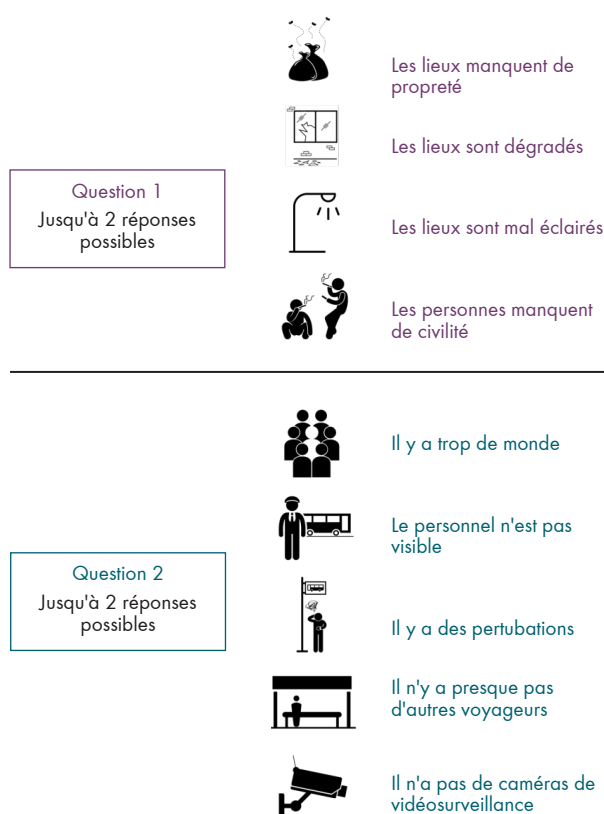 Les lieux manquent de
propreté
Les lieux sont dégradés
Question 1
Jusqu'à 2 réponses
possibles
Les lieux sont mal éclairés
Les personnes manquent
de civilité
Il y a trop de monde
Le personnel n'est pas
visible
Question 2
Jusqu'à 2 réponses
possibles
Il y a des pertubations
Il n'y a presque pas
d'autres voyageurs
Il n'a pas de caméras de
vidéosurveillance